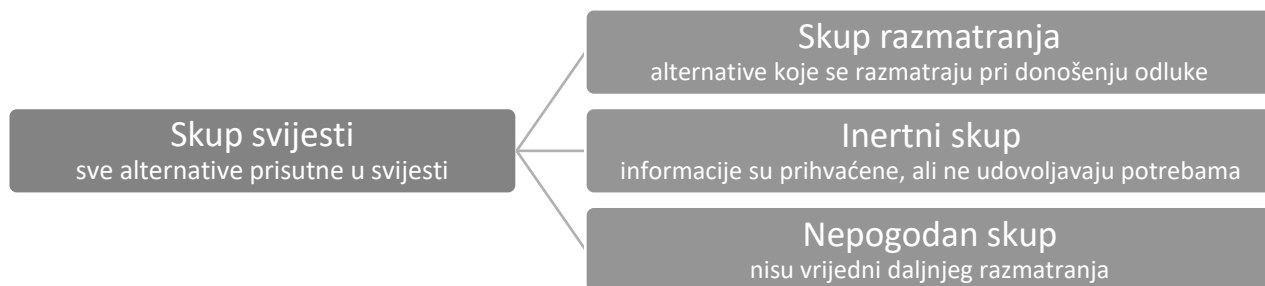 Skup razmatranja
alternative koje se razmatraju pri donošenju odluke
Skup svijesti
sve alternative prisutne u svijesti
Inertni skup
informacije su prihvaćene, ali ne udovoljavaju potrebama
Nepogodan skup
nisu vrijedni daljnjeg razmatranja